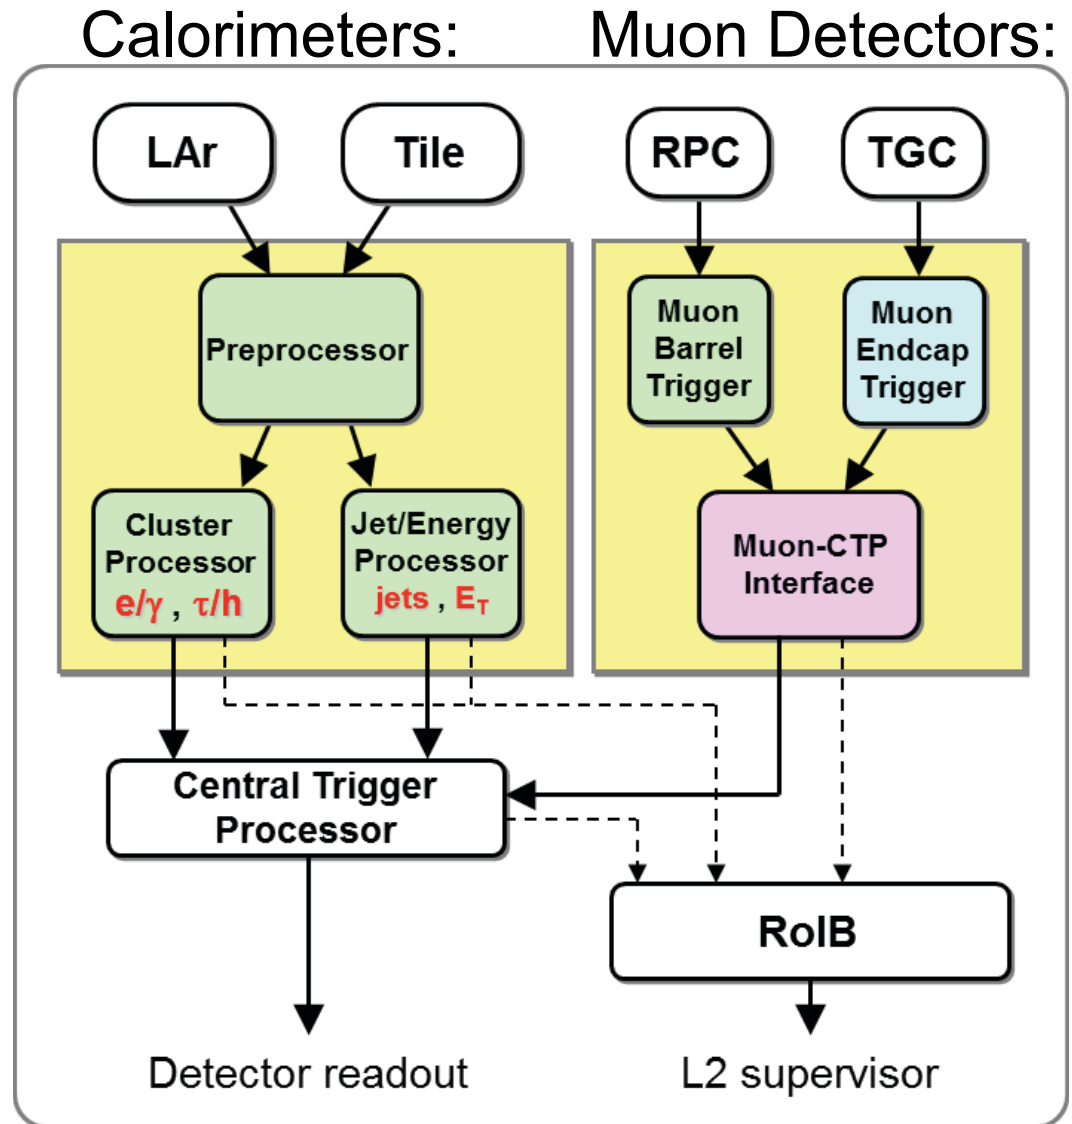 Calorimeters:
Muon Detectors:
LAr
Tile
RPC
TGC
Preprocessor
Muon
Barrel
Trigger
Muon
Endcap
Trigger
Cluster
Processor
e/γ , τ/h
Jet/Energy
Processor
jets , E_T
Muon-CTP
Interface
Central Trigger
Processor
RoIB
Detector readout
L2 supervisor